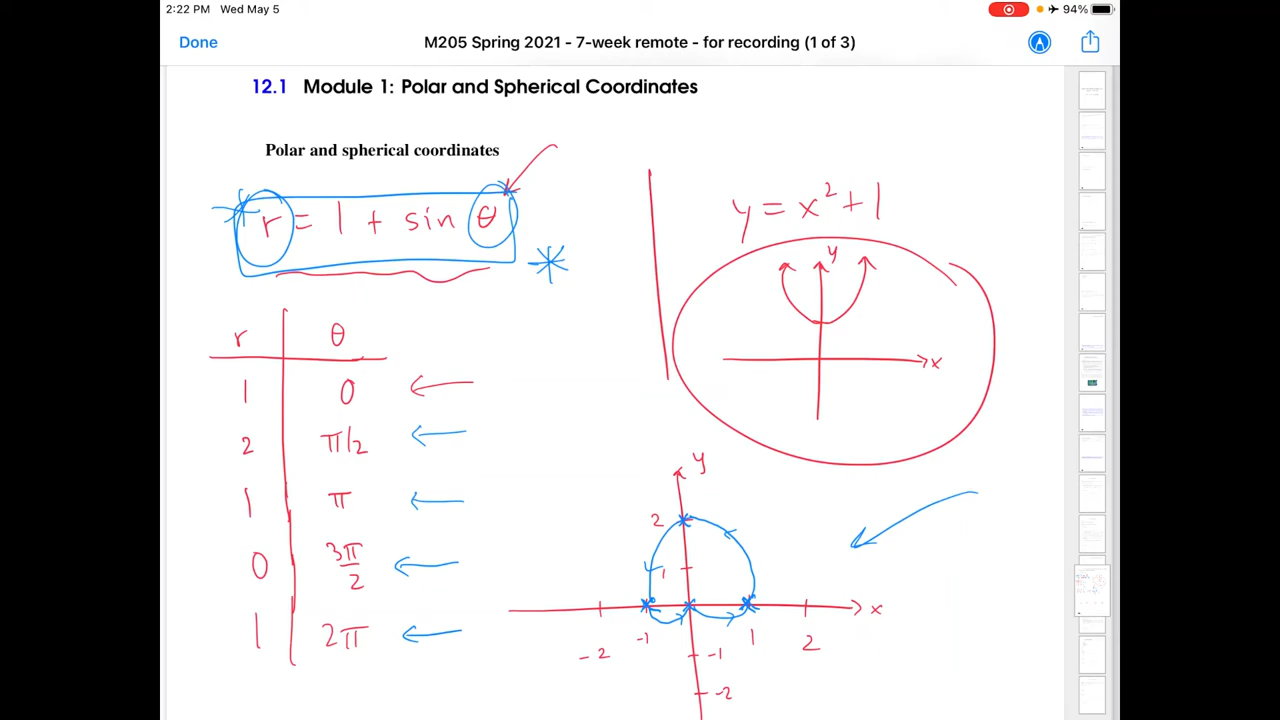 2:22 PM Wed May 5
94%
Done
M205 Spring 2021 - 7-week remote - for recording (1 of 3)
12.1 Module 1: Polar and Spherical Coordinates
Polar and spherical coordinates
r = 1 + sin θ
y = x² + 1
y
x
r θ
1 0
2 π/2
1 π
0 3π/2
1 2π
y
2
1
x
-2 -1 1 2
-1
-2